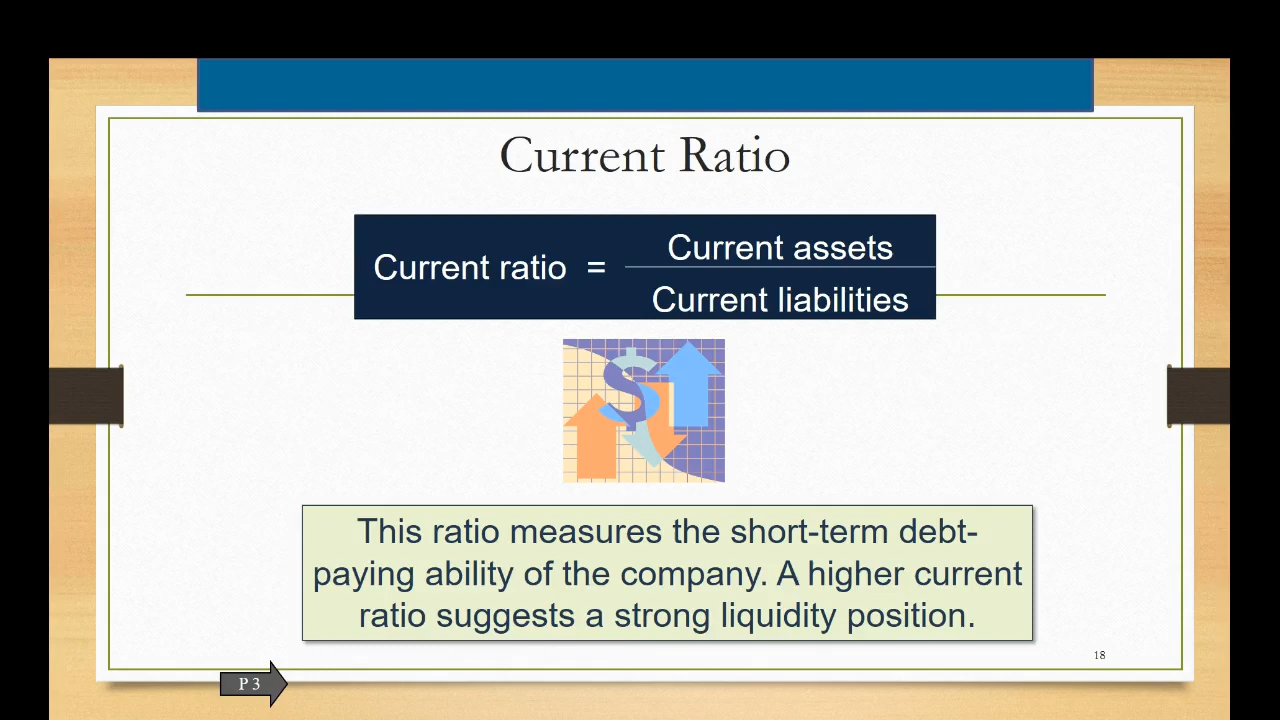 Current Ratio
Current assets
Current ratio =
Current liabilities
$
This ratio measures the short-term debt-
paying ability of the company. A higher current
ratio suggests a strong liquidity position.
18
P 3